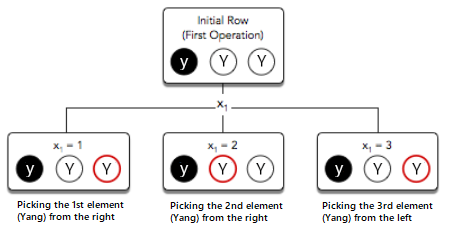 Initial Row
(First Operation)
y Y Y
x₁
x₁ = 1
y Y Y
x₁ = 2
y Y Y
x₁ = 3
y Y Y
Picking the 1st element
(Yang) from the right
Picking the 2nd element
(Yang) from the right
Picking the 3rd element
(Yang) from the left